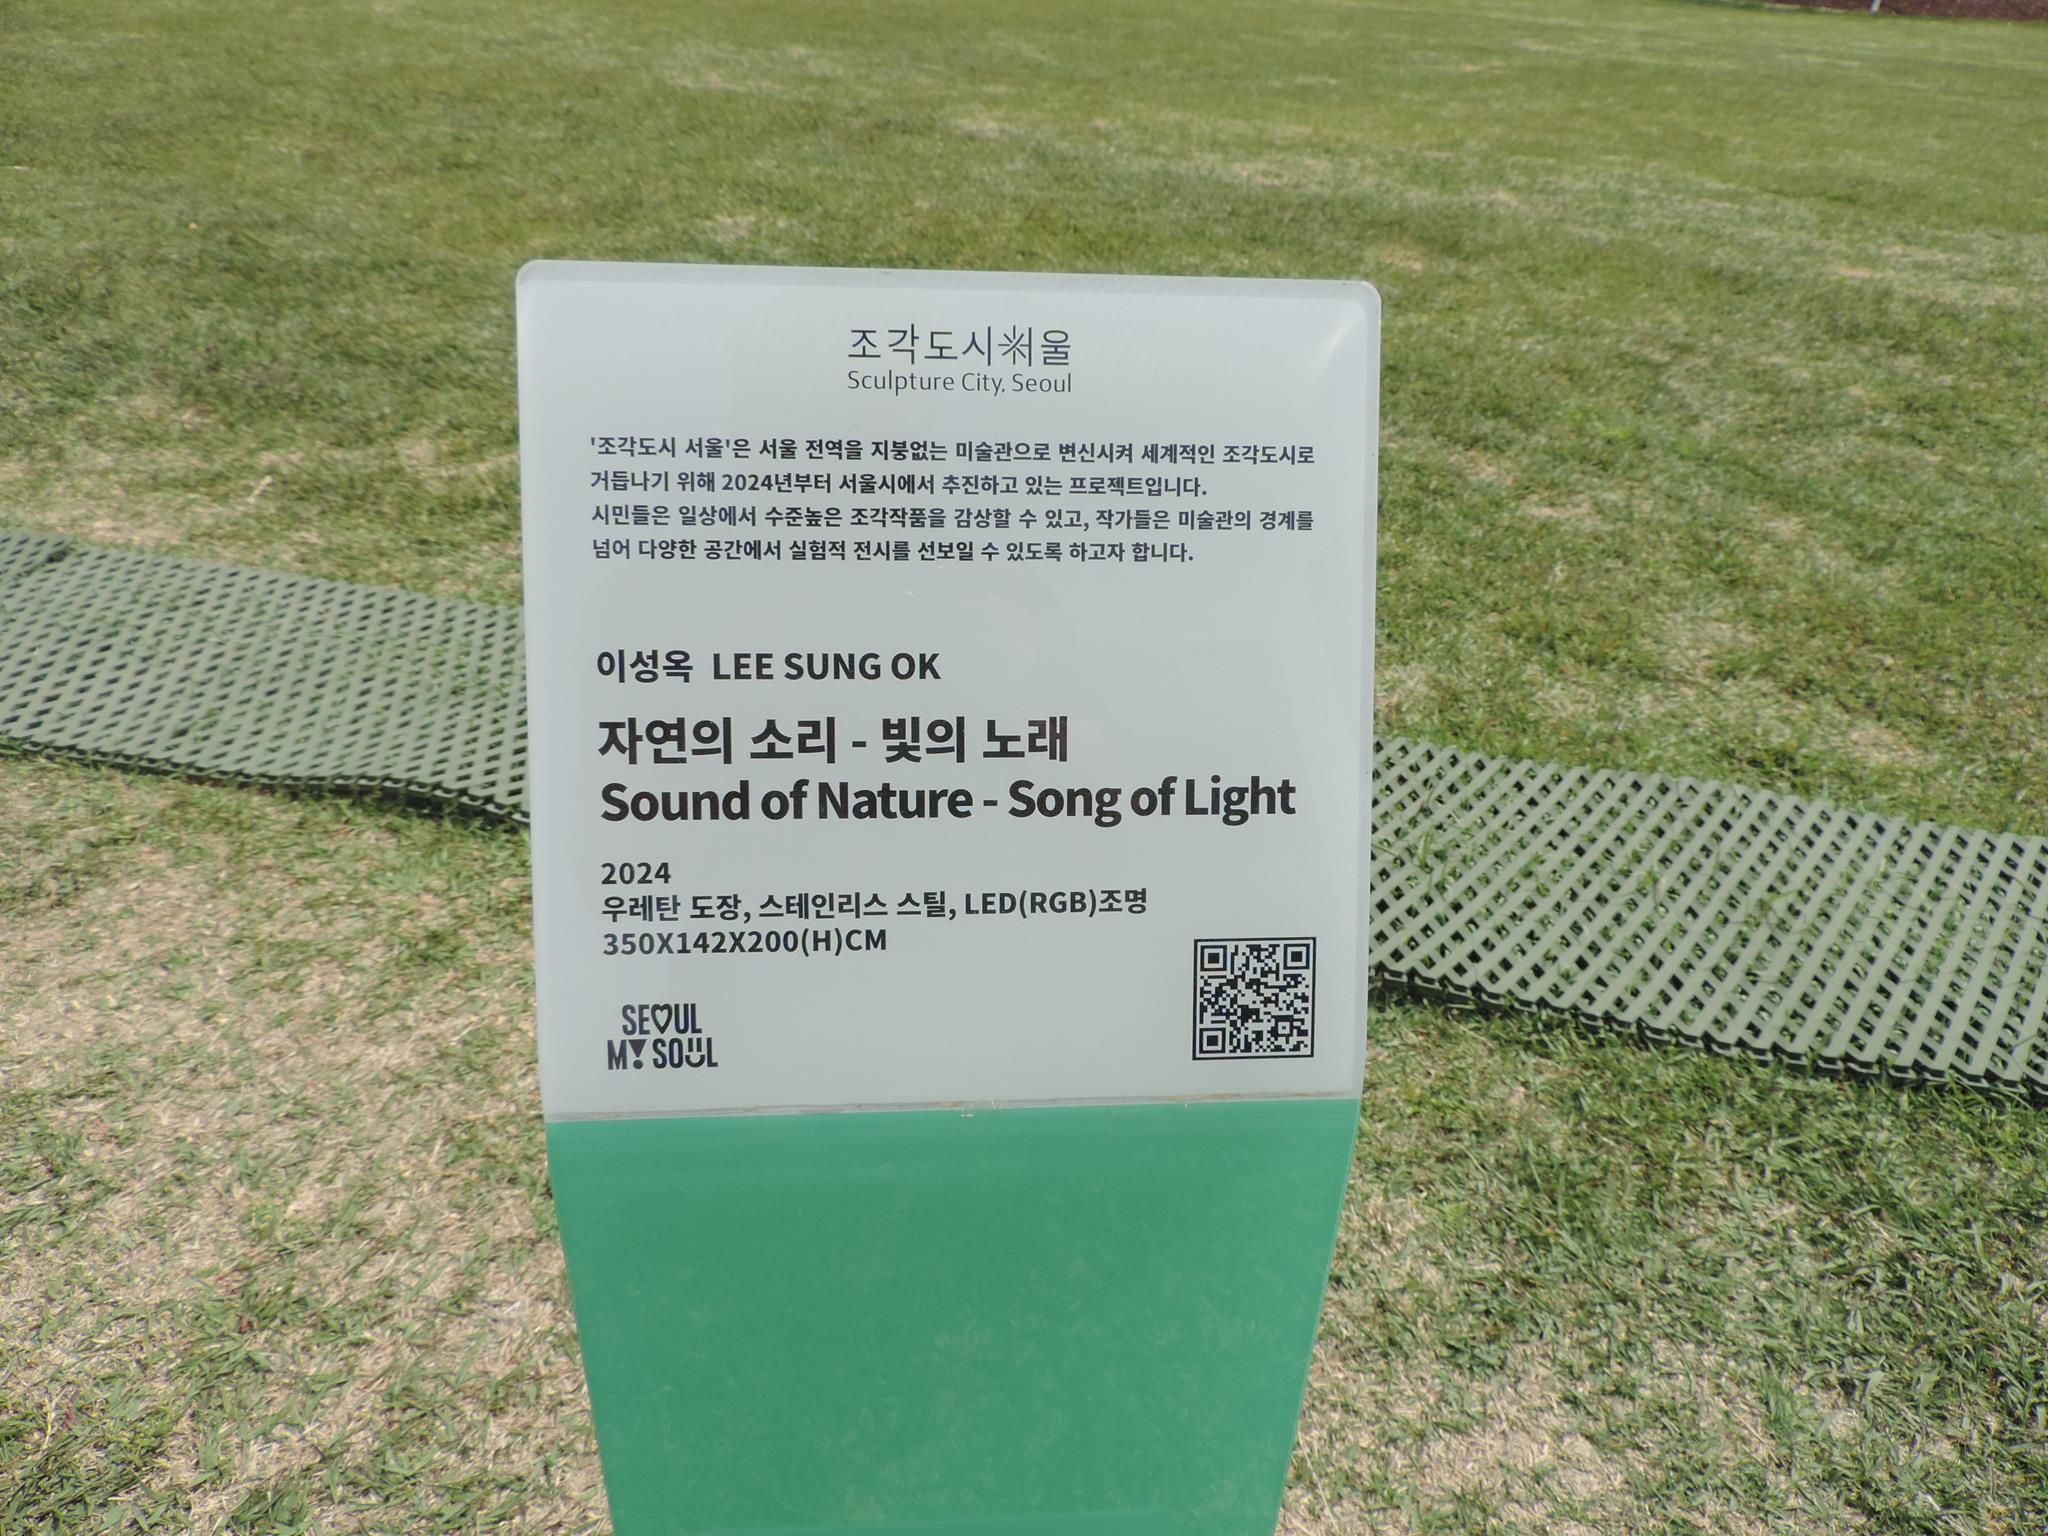 조각도시서울
Sculpture City, Seoul
'조각도시 서울'은 서울 전역을 지붕없는 미술관으로 변신시켜 세계적인 조각도시로
거듭나기 위해 2024년부터 서울시에서 추진하고 있는 프로젝트입니다.
시민들은 일상에서 수준높은 조각작품을 감상할 수 있고, 작가들은 미술관의 경계를
넘어 다양한 공간에서 실험적 전시를 선보일 수 있도록 하고자 합니다.
이성옥 LEE SUNG OK
자연의 소리 - 빛의 노래
Sound of Nature - Song of Light
2024
우레탄 도장, 스테인리스 스틸, LED(RGB)조명
350X142X200(H)CM
SEOUL
MY SOUL